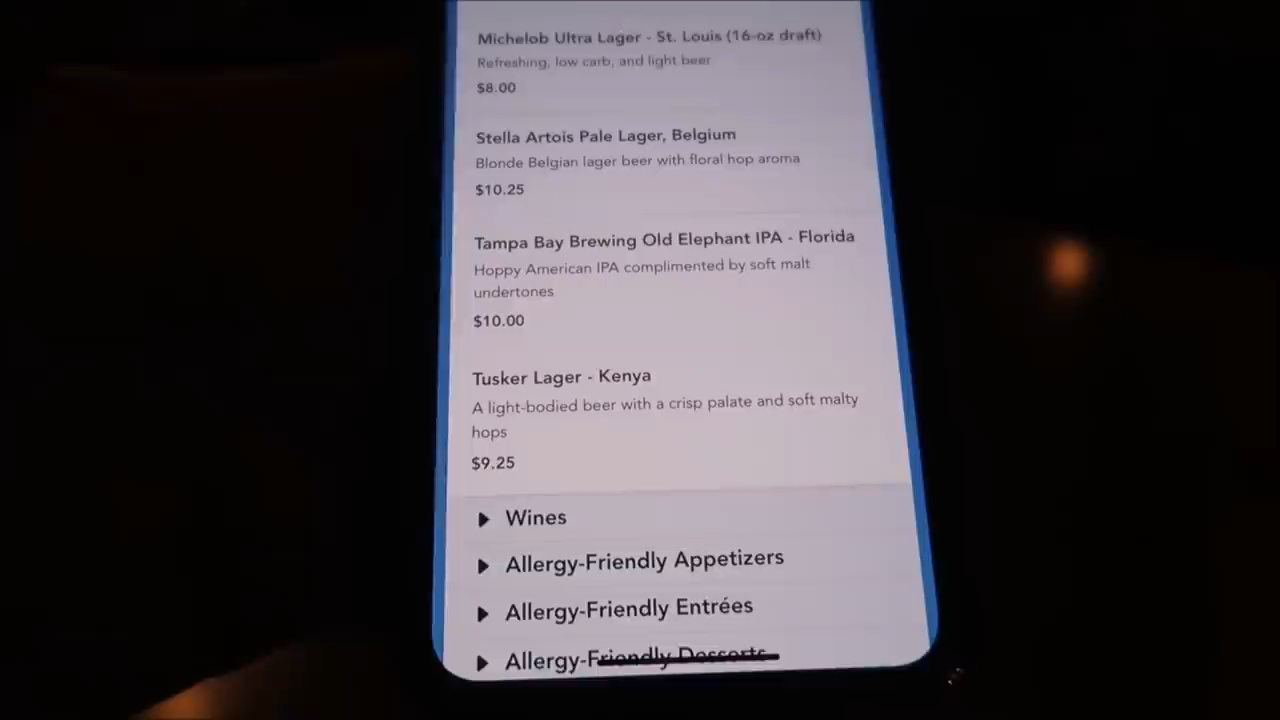 Michelob Ultra Lager - St. Louis (16-oz draft)
Refreshing, low carb, and light beer
$8.00
Stella Artois Pale Lager, Belgium
Blonde Belgian lager beer with floral hop aroma
$10.25
Tampa Bay Brewing Old Elephant IPA - Florida
Hoppy American IPA complimented by soft malt
undertones
$10.00
Tusker Lager - Kenya
A light-bodied beer with a crisp palate and soft malty
hops
$9.25
Wines
Allergy-Friendly Appetizers
Allergy-Friendly Entrées
Allergy-Friendly Desserts